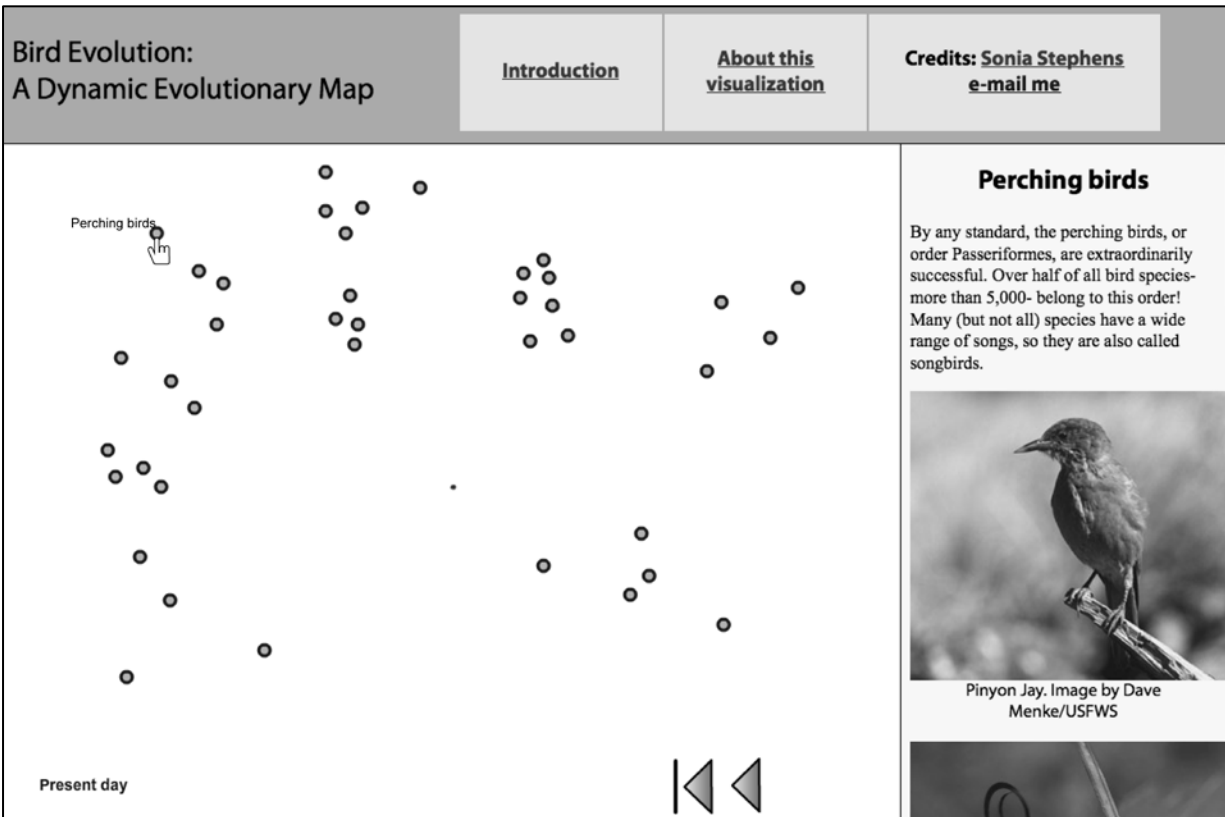 Bird Evolution:
A Dynamic Evolutionary Map
Introduction
About this
visualization
Credits: Sonia Stephens
e-mail me
Perching birds
Present day
Perching birds
By any standard, the perching birds, or
order Passeriformes, are extraordinarily
successful. Over half of all bird species-
more than 5,000- belong to this order!
Many (but not all) species have a wide
range of songs, so they are also called
songbirds.
Pinyon Jay. Image by Dave
Menke/USFWS